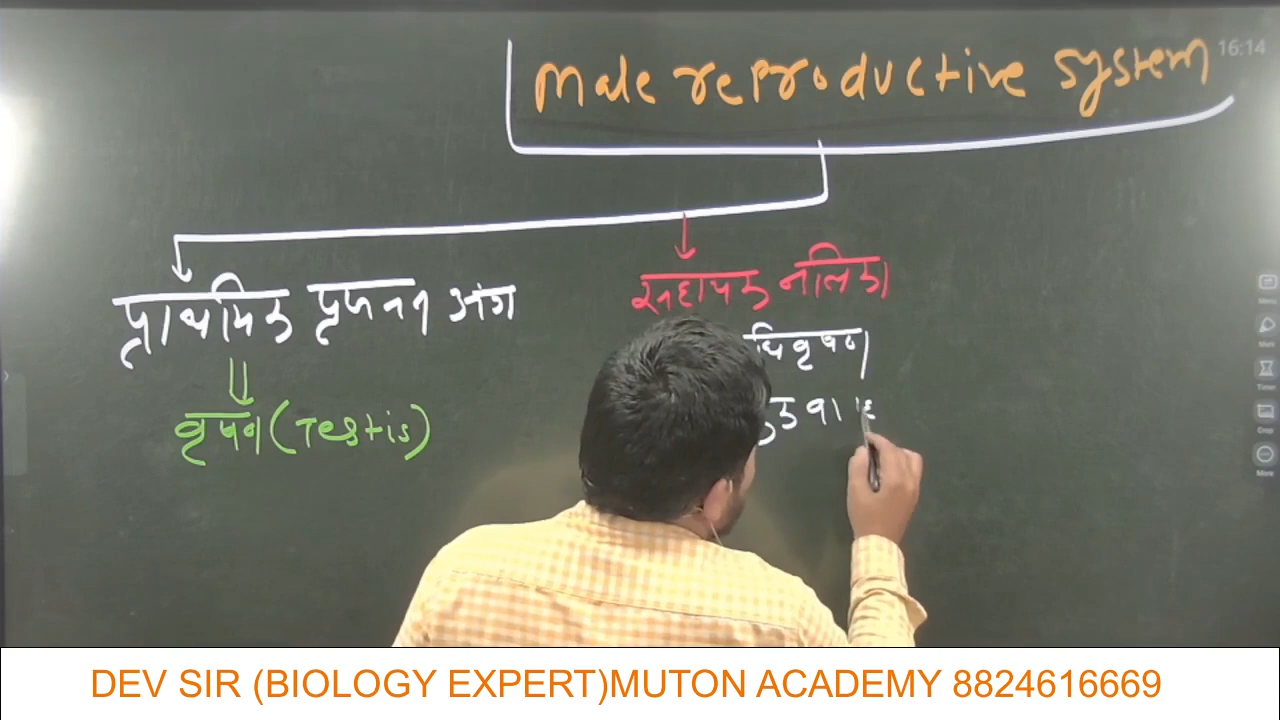 16:14
male reproductive system
प्राथमिक प्रजनन अंग
सहायक नलिका
धिवृषण
वृषण (Testis)
DEV SIR (BIOLOGY EXPERT)MUTON ACADEMY 8824616669